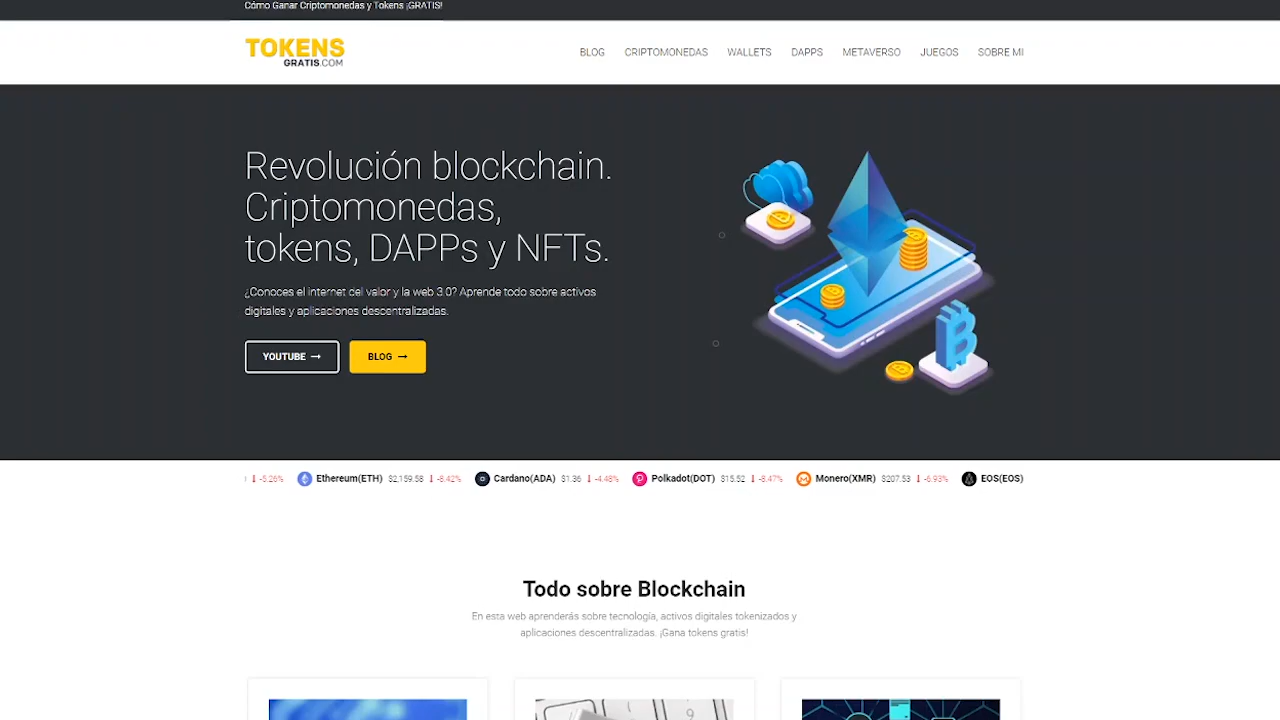 Cómo Ganar Criptomonedas y Tokens ¡GRATIS!
TOKENS
GRATIS.COM
BLOG CRIPTOMONEDAS WALLETS DAPPS METAVERSO JUEGOS SOBRE MI
Revolución blockchain.
Criptomonedas,
tokens, DAPPs y NFTs.
¿Conoces el internet del valor y la web 3.0? Aprende todo sobre activos
digitales y aplicaciones descentralizadas.
YOUTUBE → BLOG →
↓ -5.26% Ethereum(ETH) $2,159.58 ↓ -8.42% Cardano(ADA) $1.36 ↓ -4.48% Polkadot(DOT) $15.52 ↓ -8.47% Monero(XMR) $207.53 ↓ -6.93% EOS(EOS)
Todo sobre Blockchain
En esta web aprenderás sobre tecnología, activos digitales tokenizados y
aplicaciones descentralizadas. ¡Gana tokens gratis!